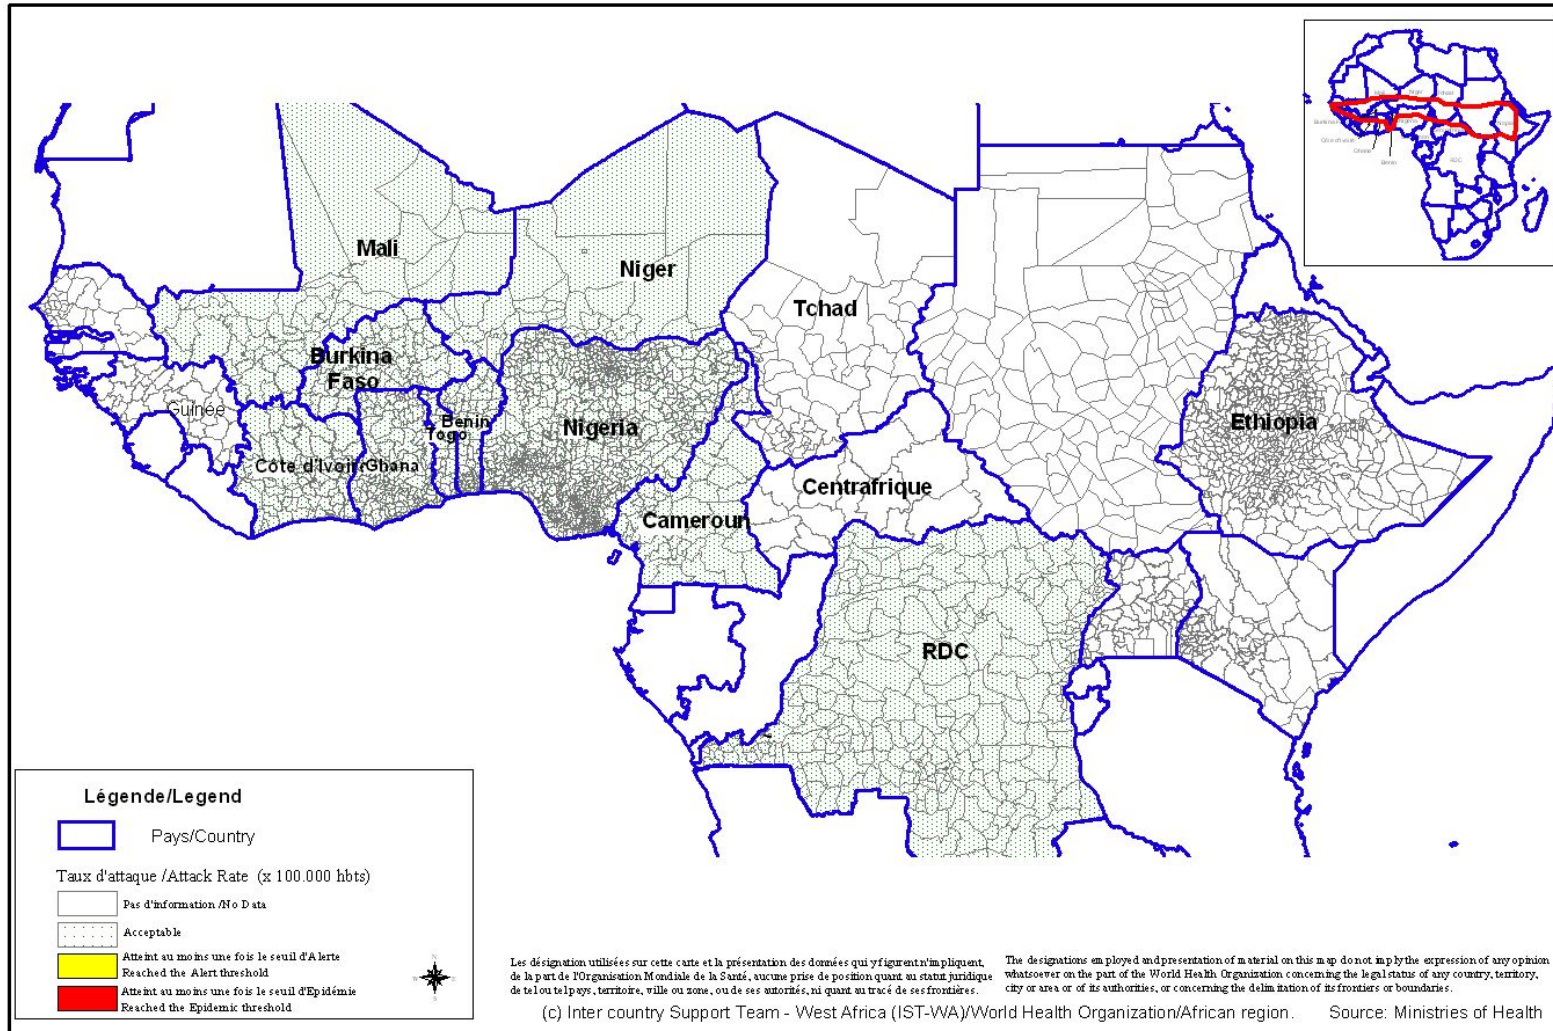 Mali
Niger
Tchad
Burkina
Faso
Guinée
Benin
Togo
Nigeria
Ethiopia
Côte d'Ivoire
Ghana
Centrafrique
Cameroun
RDC
Mali
Niger
Tchad
Ghana
Benin
RDC
Légende/Legend
Pays/Country
Taux d'attaque /Attack Rate (x 100.000 hbts)
Pas d'information /No Data
Acceptable
Atteint au moins une fois le seuil d'Alerte
Reached the Alert threshold
Atteint au moins une fois le seuil d'Epidémie
Reached the Epidemic threshold
N
Les désignation utilisées sur cette carte et la présentation des données qui y figurent n'impliquent,
de la part de l'Organisation Mondiale de la Santé, aucune prise de position quant au statut juridique
de tel ou tel pays, territoire, ville ou zone, ou de ses autorités, ni quant au tracé de ses frontières.
The designations employed and presentation of material on this map do not imply the expression of any opinion
whatsoever on the part of the World Health Organization concerning the legal status of any country, territory,
city or area or of its authorities, or concerning the delimitation of its frontiers or boundaries.
(c) Inter country Support Team - West Africa (IST-WA)/World Health Organization/African region.
Source: Ministries of Health